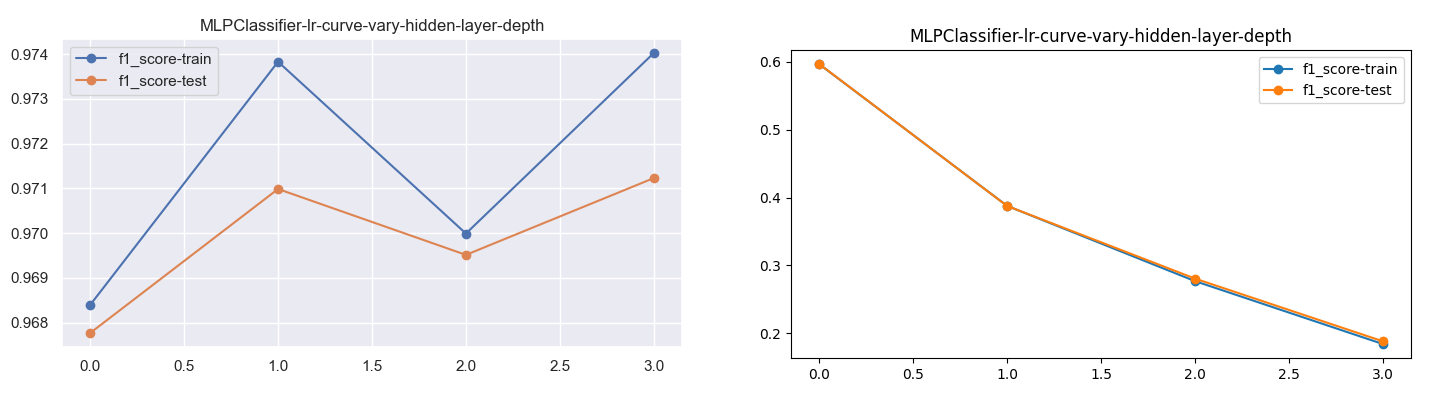 MLPClassifier-lr-curve-vary-hidden-layer-depth
f1_score-train
f1_score-test
0.974
0.973
0.972
0.971
0.970
0.969
0.968
0.0 0.5 1.0 1.5 2.0 2.5 3.0
MLPClassifier-lr-curve-vary-hidden-layer-depth
f1_score-train
f1_score-test
0.6
0.5
0.4
0.3
0.2
0.0 0.5 1.0 1.5 2.0 2.5 3.0